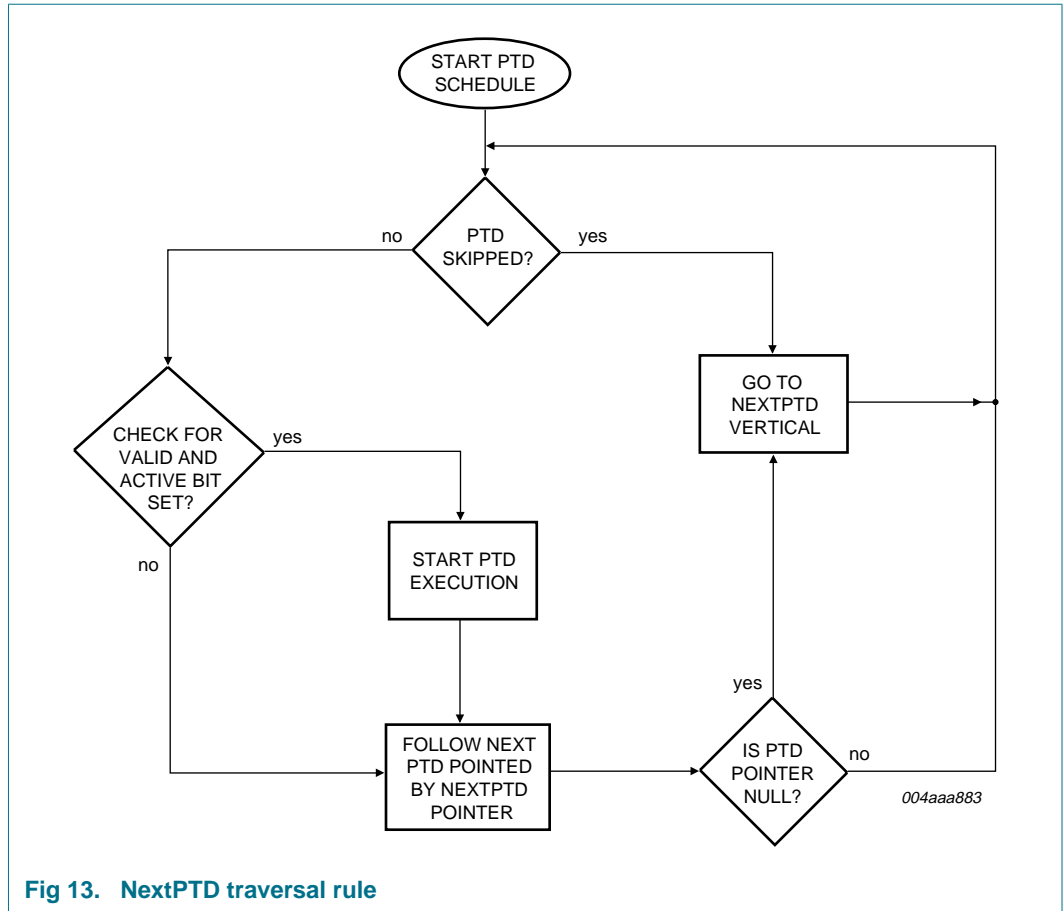 START PTD
SCHEDULE
PTD
SKIPPED?
no
yes
CHECK FOR
VALID AND
ACTIVE BIT
SET?
yes
no
GO TO
NEXTPTD
VERTICAL
START PTD
EXECUTION
FOLLOW NEXT
PTD POINTED
BY NEXTPTD
POINTER
yes
IS PTD
POINTER
NULL?
no
004aaa883
Fig 13. NextPTD traversal rule